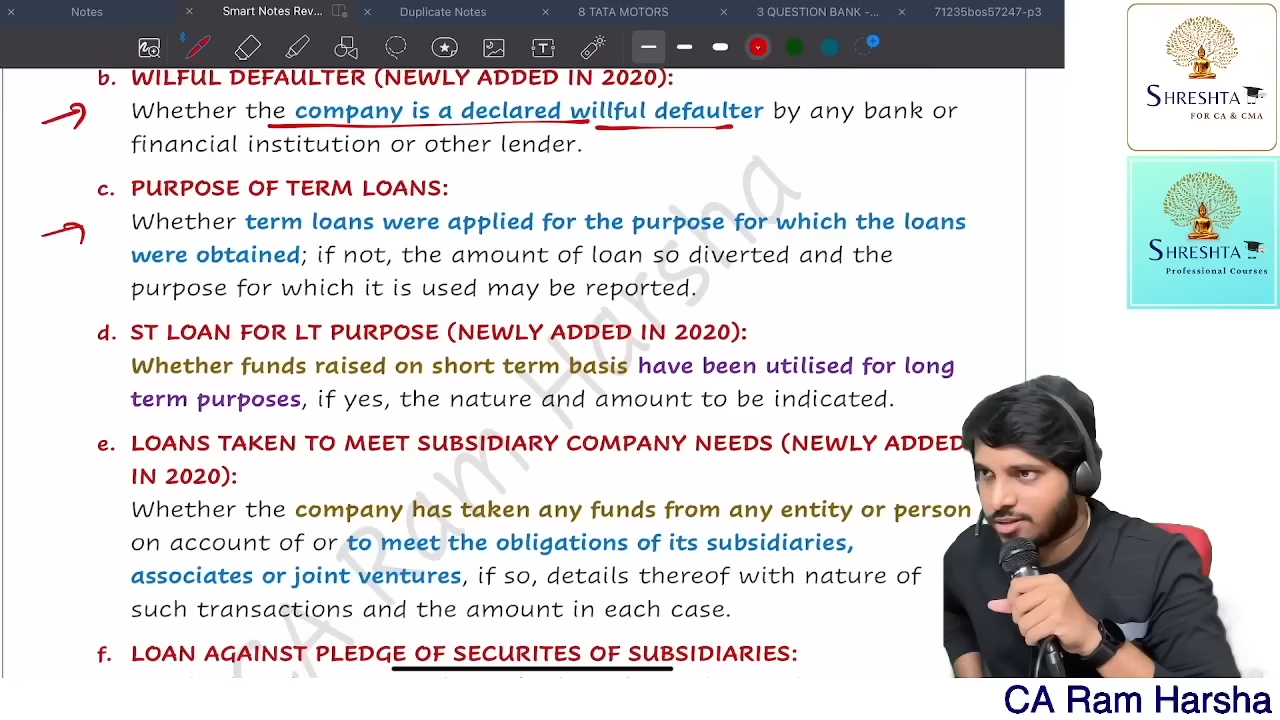 Notes
Smart Notes Rev...
Duplicate Notes
8 TATA MOTORS
3 QUESTION BANK -...
71235bos57247-p3
b. WILFUL DEFAULTER (NEWLY ADDED IN 2020):
Whether the company is a declared willful defaulter by any bank or
financial institution or other lender.
c. PURPOSE OF TERM LOANS:
Whether term loans were applied for the purpose for which the loans
were obtained; if not, the amount of loan so diverted and the
purpose for which it is used may be reported.
d. ST LOAN FOR LT PURPOSE (NEWLY ADDED IN 2020):
Whether funds raised on short term basis have been utilised for long
term purposes, if yes, the nature and amount to be indicated.
e. LOANS TAKEN TO MEET SUBSIDIARY COMPANY NEEDS (NEWLY ADDED
IN 2020):
Whether the company has taken any funds from any entity or person
on account of or to meet the obligations of its subsidiaries,
associates or joint ventures, if so, details thereof with nature of
such transactions and the amount in each case.
f. LOAN AGAINST PLEDGE OF SECURITES OF SUBSIDIARIES:
CA Ram Harsha
SHRESHTA
FOR CA & CMA
SHRESHTA
Professional Courses
CA Ram Harsha